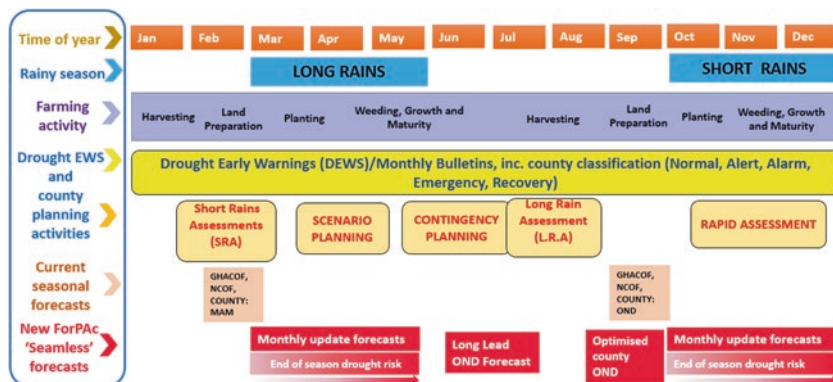 Time of year
Jan Feb Mar Apr May Jun Jul Aug Sep Oct Nov Dec
Rainy season
LONG RAINS
SHORT RAINS
Farming
activity
Harvesting
Land
Preparation
Planting
Weeding, Growth and
Maturity
Harvesting
Land
Preparation
Planting
Weeding, Growth
and Maturity
Drought EWS
and
county
planning
activities
Drought Early Warnings (DEWS)/Monthly Bulletins, inc. county classification (Normal, Alert, Alarm,
Emergency, Recovery)
Short Rains
Assessments
(SRA)
SCENARIO
PLANNING
CONTINGENCY
PLANNING
Long Rain
Assessment
(L.R.A)
RAPID ASSESSMENT
Current
seasonal
forecasts
GHACOF,
NCOF,
COUNTY:
MAM
GHACOF,
NCOF,
COUNTY:
OND
New ForPAc
‘Seamless’
forecasts
Monthly update forecasts
End of season drought risk
Long Lead
OND Forecast
Optimised
county
OND
Monthly update forecasts
End of season drought risk